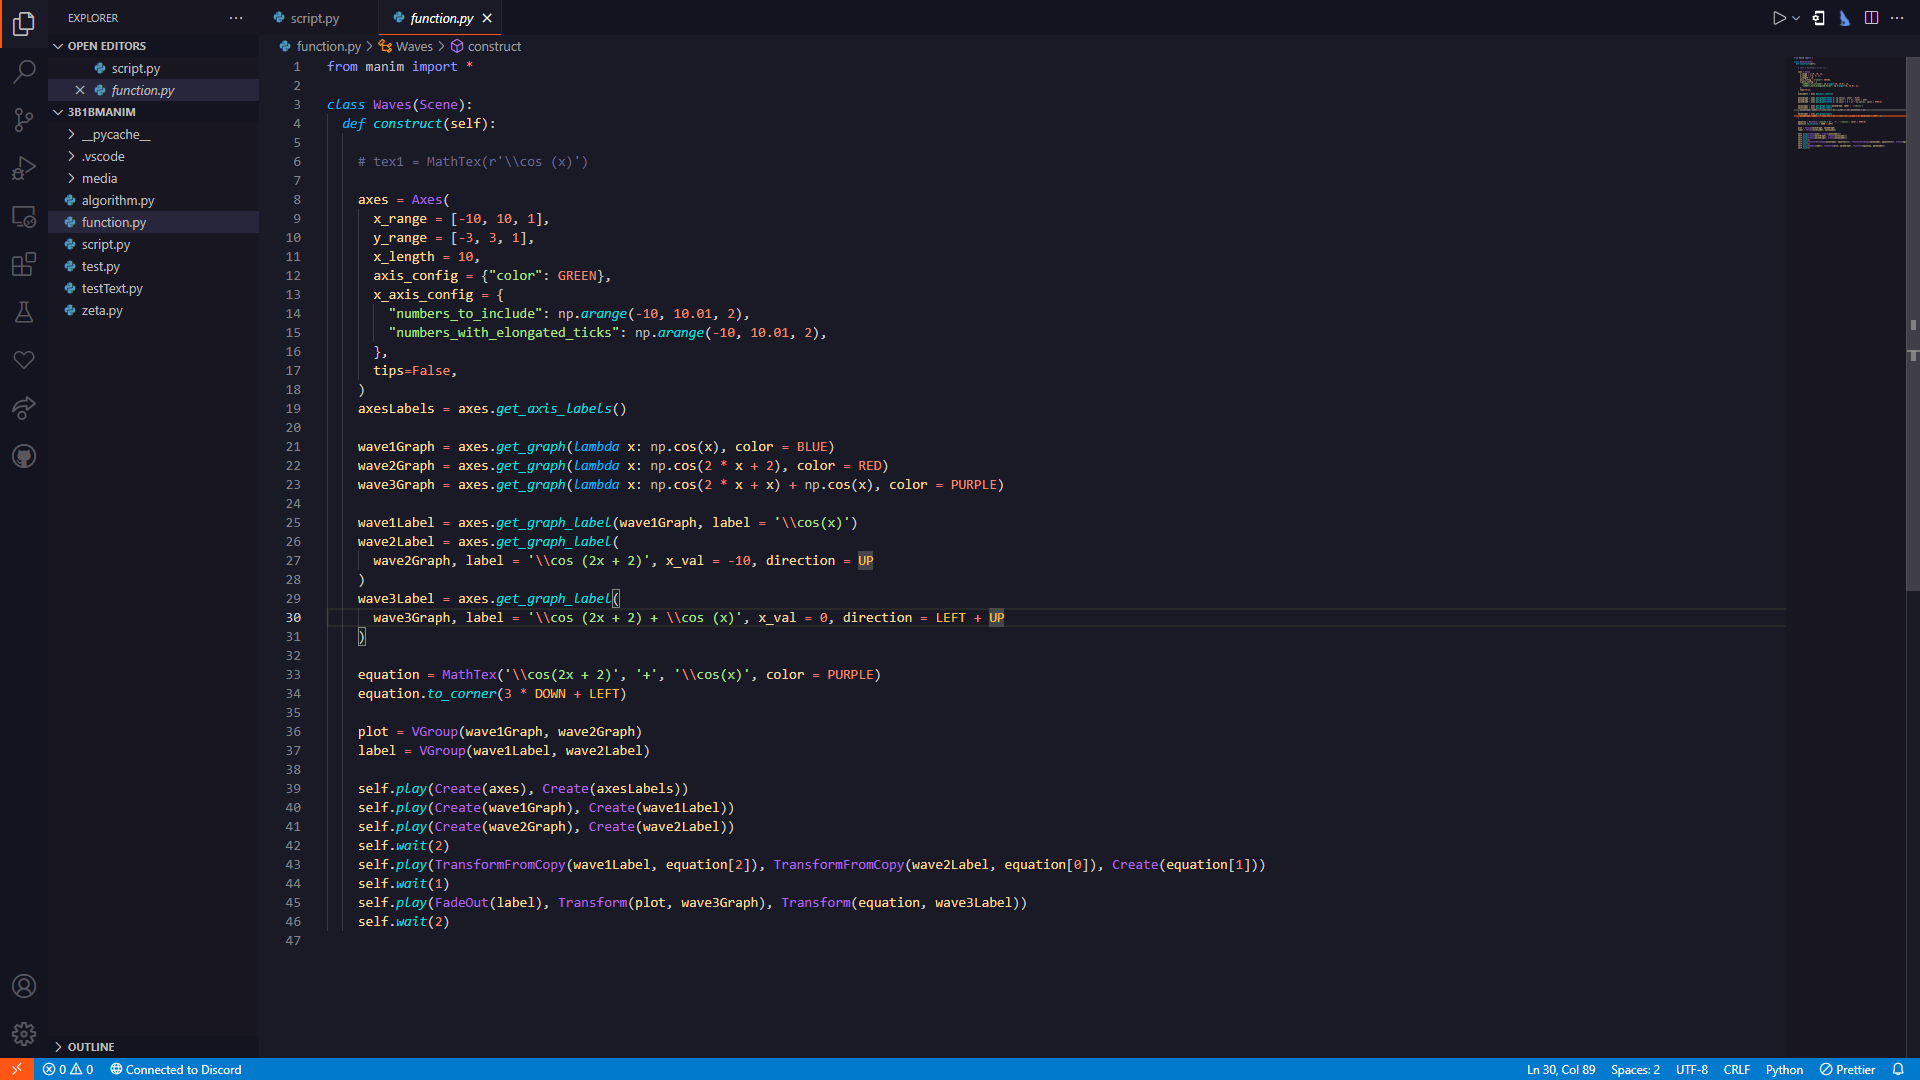 EXPLORER
script.py
function.py
OPEN EDITORS
script.py
function.py
3B1BMANIM
__pycache__
.vscode
media
algorithm.py
function.py
script.py
test.py
testText.py
zeta.py
OUTLINE
function.py > Waves > construct
1 from manim import *
2
3 class Waves(Scene):
4   def construct(self):
5
6     # tex1 = MathTex(r'\\cos (x)')
7
8     axes = Axes(
9       x_range = [-10, 10, 1],
10       y_range = [-3, 3, 1],
11       x_length = 10,
12       axis_config = {"color": GREEN},
13       x_axis_config = {
14         "numbers_to_include": np.arange(-10, 10.01, 2),
15         "numbers_with_elongated_ticks": np.arange(-10, 10.01, 2),
16       },
17       tips=False,
18     )
19     axesLabels = axes.get_axis_labels()
20
21     wave1Graph = axes.get_graph(lambda x: np.cos(x), color = BLUE)
22     wave2Graph = axes.get_graph(lambda x: np.cos(2 * x + 2), color = RED)
23     wave3Graph = axes.get_graph(lambda x: np.cos(2 * x + x) + np.cos(x), color = PURPLE)
24
25     wave1Label = axes.get_graph_label(wave1Graph, label = '\\cos(x)')
26     wave2Label = axes.get_graph_label(
27       wave2Graph, label = '\\cos (2x + 2)', x_val = -10, direction = UP
28     )
29     wave3Label = axes.get_graph_label(
30       wave3Graph, label = '\\cos (2x + 2) + \\cos (x)', x_val = 0, direction = LEFT + UP
31     )
32
33     equation = MathTex('\\cos(2x + 2)', '+', '\\cos(x)', color = PURPLE)
34     equation.to_corner(3 * DOWN + LEFT)
35
36     plot = VGroup(wave1Graph, wave2Graph)
37     label = VGroup(wave1Label, wave2Label)
38
39     self.play(Create(axes), Create(axesLabels))
40     self.play(Create(wave1Graph), Create(wave1Label))
41     self.play(Create(wave2Graph), Create(wave2Label))
42     self.wait(2)
43     self.play(TransformFromCopy(wave1Label, equation[2]), TransformFromCopy(wave2Label, equation[0]), Create(equation[1]))
44     self.wait(1)
45     self.play(FadeOut(label), Transform(plot, wave3Graph), Transform(equation, wave3Label))
46     self.wait(2)
47
0 0 Connected to Discord
Ln 30, Col 89 Spaces: 2 UTF-8 CRLF Python Prettier